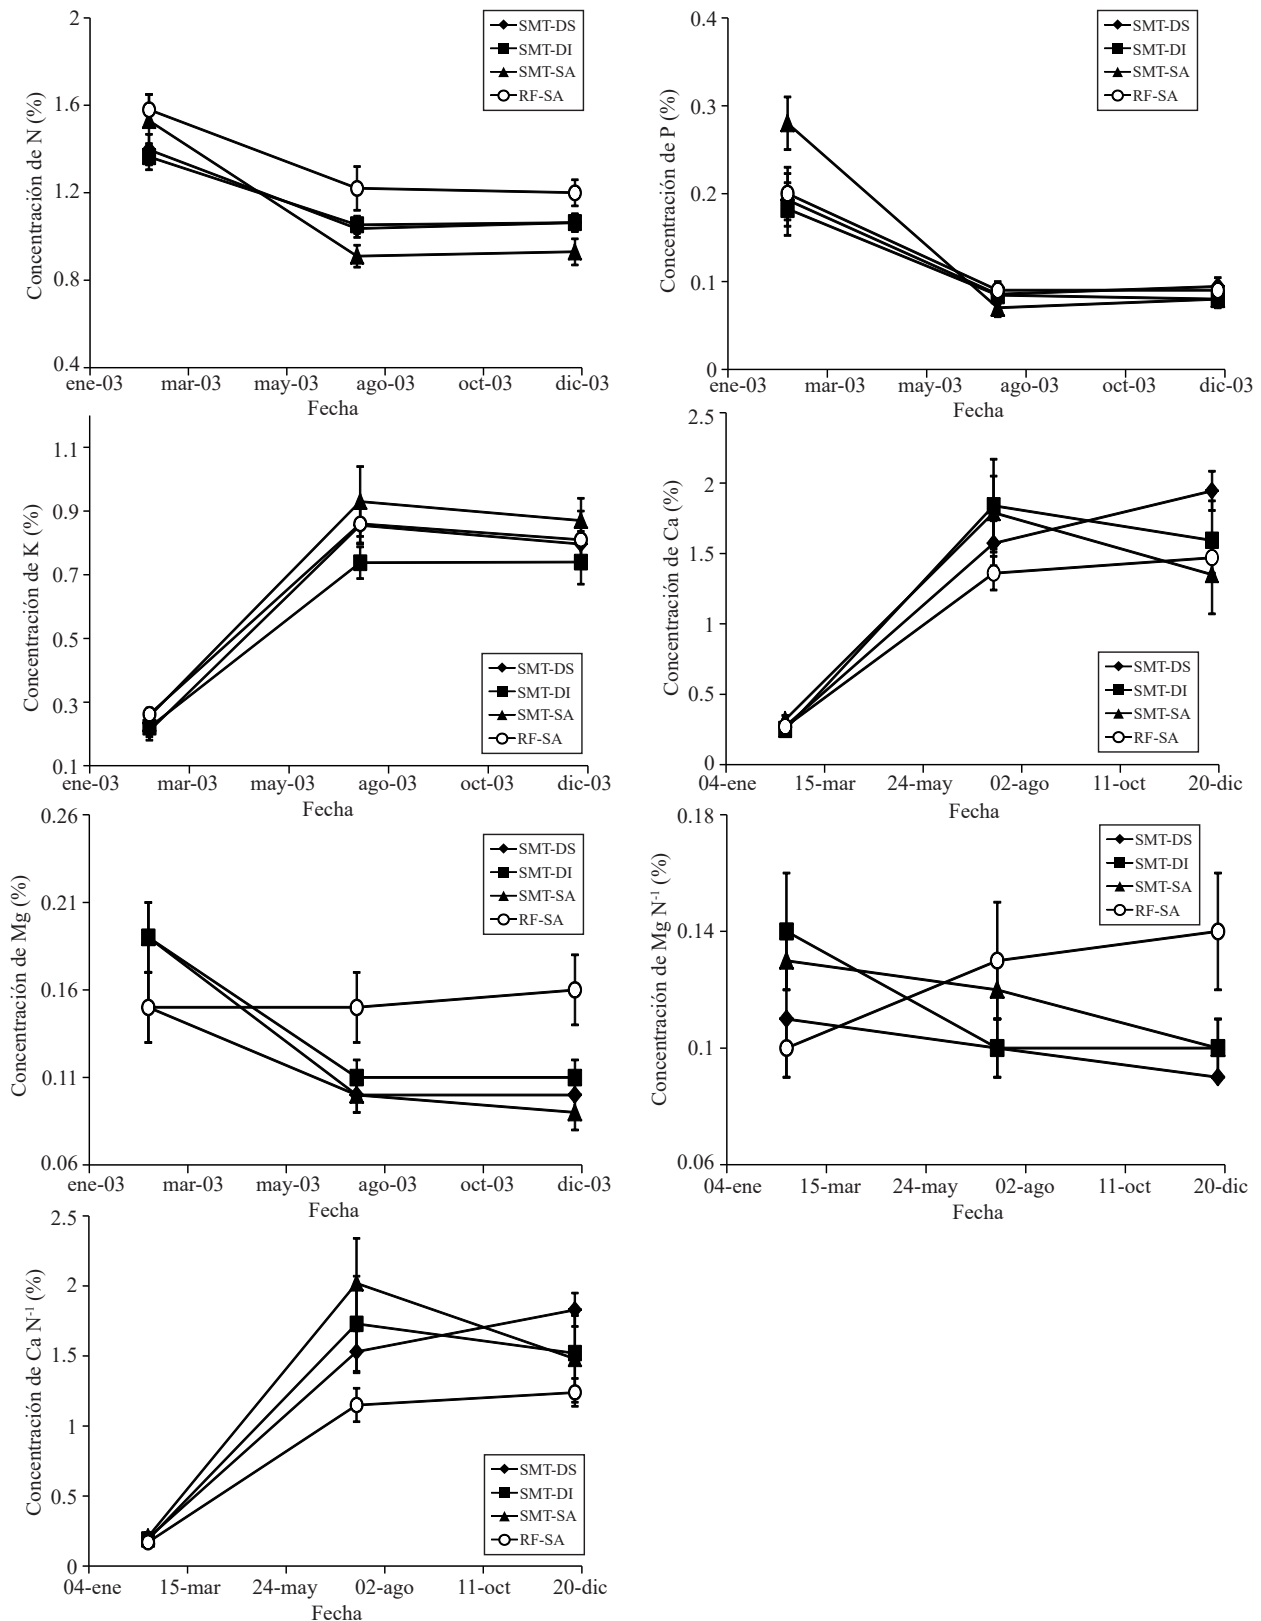 Concentración de N (%)
2
1.6
1.2
0.8
0.4
ene-03 mar-03 may-03 ago-03 oct-03 dic-03
Fecha
SMT-DS
SMT-DI
SMT-SA
RF-SA
Concentración de P (%)
0.4
0.3
0.2
0.1
0
ene-03 mar-03 may-03 ago-03 oct-03 dic-03
Fecha
SMT-DS
SMT-DI
SMT-SA
RF-SA
Concentración de K (%)
1.1
0.9
0.7
0.5
0.3
0.1
ene-03 mar-03 may-03 ago-03 oct-03 dic-03
Fecha
SMT-DS
SMT-DI
SMT-SA
RF-SA
Concentración de Ca (%)
2.5
2
1.5
1
0.5
0
04-ene 15-mar 24-may 02-ago 11-oct 20-dic
Fecha
SMT-DS
SMT-DI
SMT-SA
RF-SA
Concentración de Mg (%)
0.26
0.21
0.16
0.11
0.06
ene-03 mar-03 may-03 ago-03 oct-03 dic-03
Fecha
SMT-DS
SMT-DI
SMT-SA
RF-SA
Concentración de Mg N⁻¹ (%)
0.18
0.14
0.1
0.06
04-ene 15-mar 24-may 02-ago 11-oct 20-dic
Fecha
SMT-DS
SMT-DI
SMT-SA
RF-SA
Concentración de Ca N⁻¹ (%)
2.5
2
1.5
1
0.5
0
04-ene 15-mar 24-may 02-ago 11-oct 20-dic
Fecha
SMT-DS
SMT-DI
SMT-SA
RF-SA